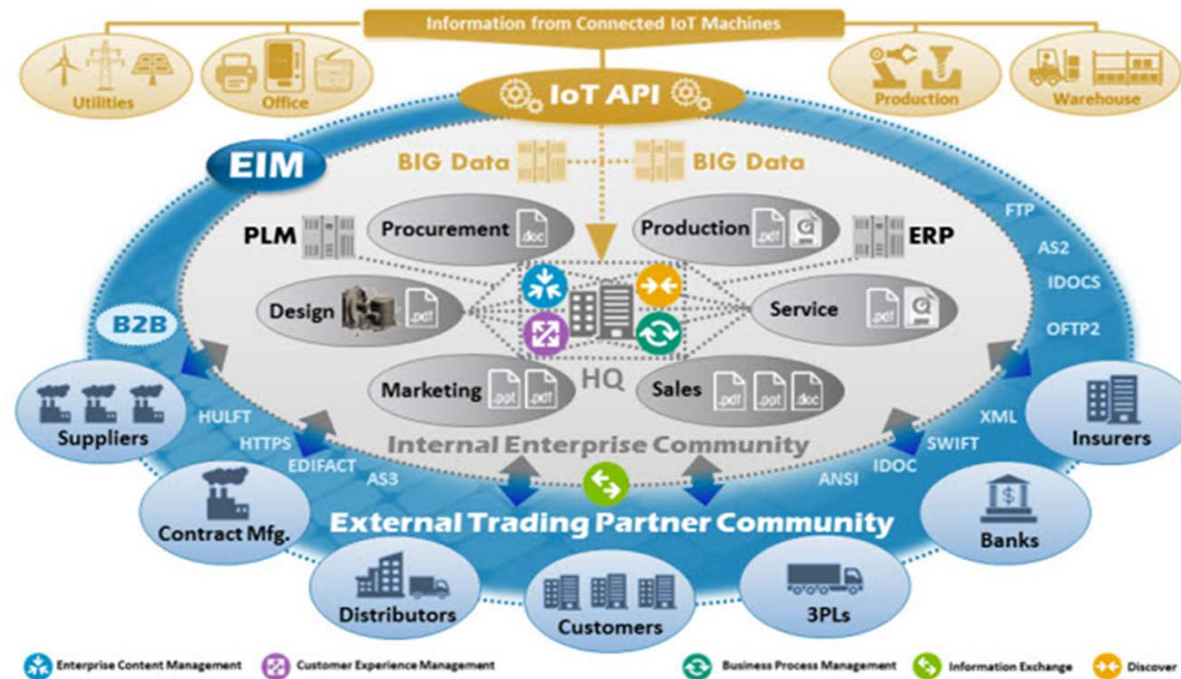 Information from Connected IoT Machines
Utilities
Office
Production
Warehouse
IoT API
EIM
BIG Data
BIG Data
FTP
PLM
Procurement
.doc
Production
.pdf
ERP
AS2
IDOCS
Design
.pdf
Service
.pdf
B2B
OFTP2
HQ
Marketing
.ppt
.pdf
Sales
.pdf
.ppt
.doc
Suppliers
HULFT
HTTPS
EDIFACT
AS3
Internal Enterprise Community
ANSI
IDOC
SWIFT
XML
Insurers
External Trading Partner Community
Contract Mfg.
Banks
Distributors
Customers
3PLs
Enterprise Content Management
Customer Experience Management
Business Process Management
Information Exchange
Discover